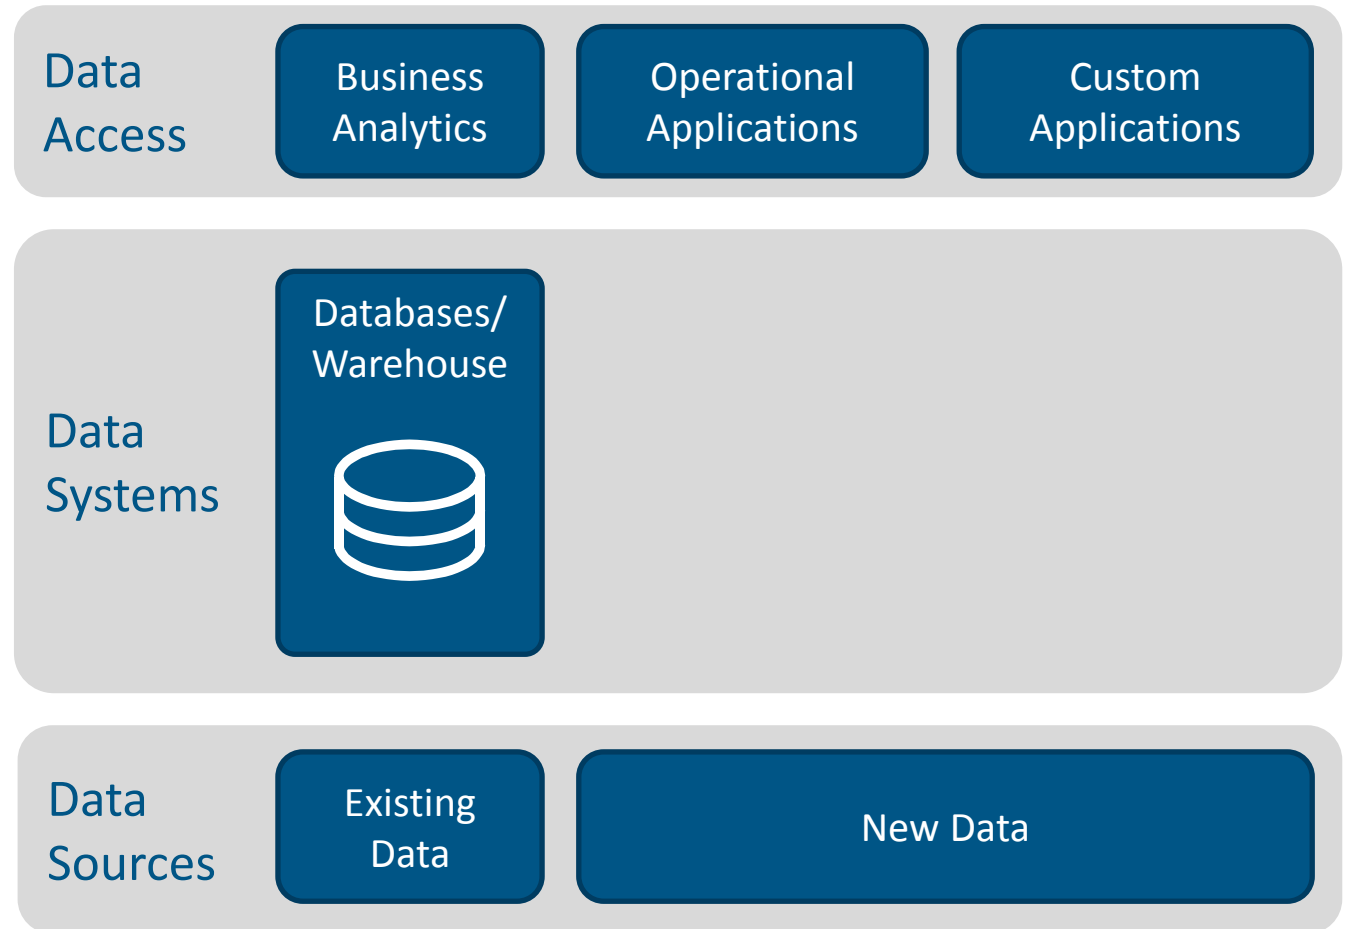 Data
Access
Business
Analytics
Operational
Applications
Custom
Applications
Data
Systems
Databases/
Warehouse
Data
Sources
Existing
Data
New Data